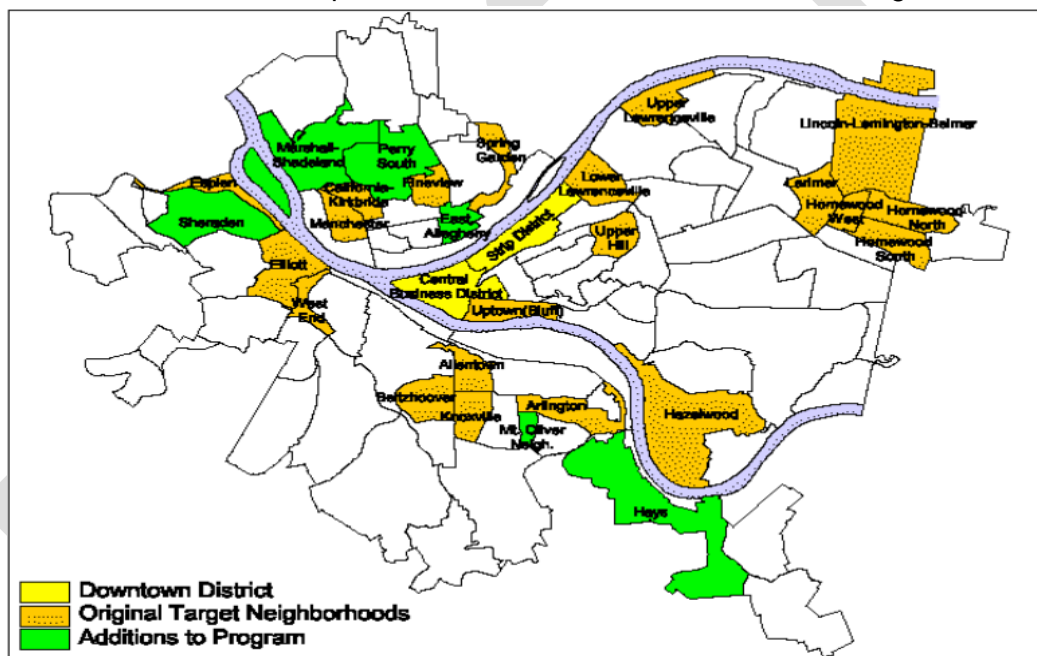 Upper
Lawrenceville
Lincoln-Lemington-Belmar
Marshall-
Shadeland
Perry
South
Spring
Garden
Esplen
California-
Kirkbride
Fineview
Lower
Lawrenceville
Larimer
Sheraden
Manchester
East
Allegheny
Homewood
West
Homewood
North
Strip District
Upper
Hill
Homewood
South
Elliott
Central
Business District
West
End
Uptown(Bluff)
Allentown
Beltzhoover
Knoxville
Arlington
Hazelwood
Mt. Oliver
Neigh.
Hays
Downtown District
Original Target Neighborhoods
Additions to Program